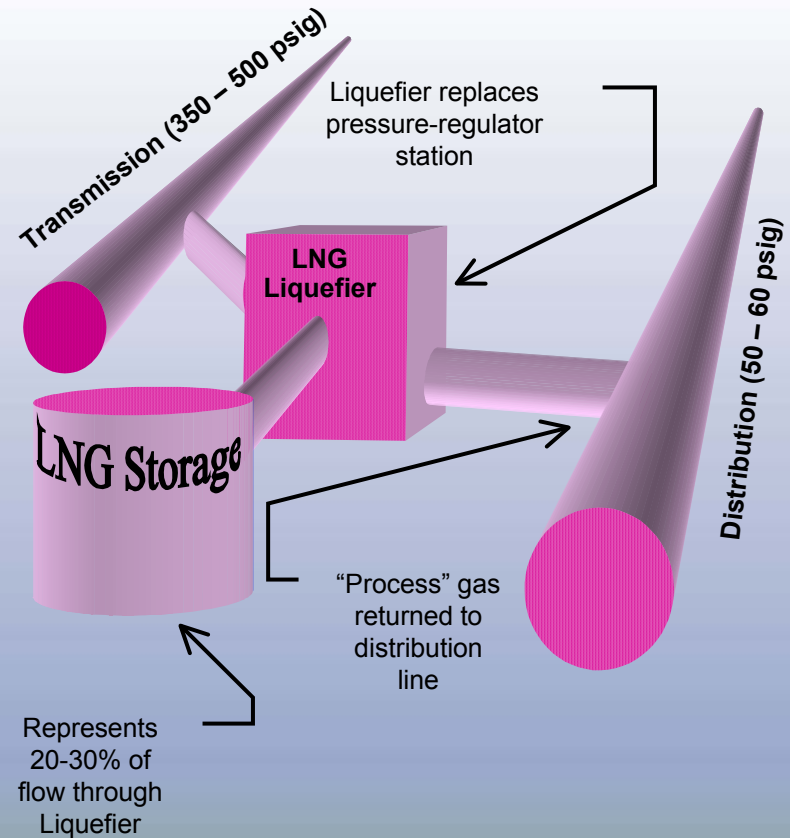 Transmission (350 – 500 psig)
Liquefier replaces
pressure-regulator
station
LNG
Liquefier
Distribution (50 – 60 psig)
LNG Storage
“Process” gas
returned to
distribution
line
Represents
20-30% of
flow through
Liquefier